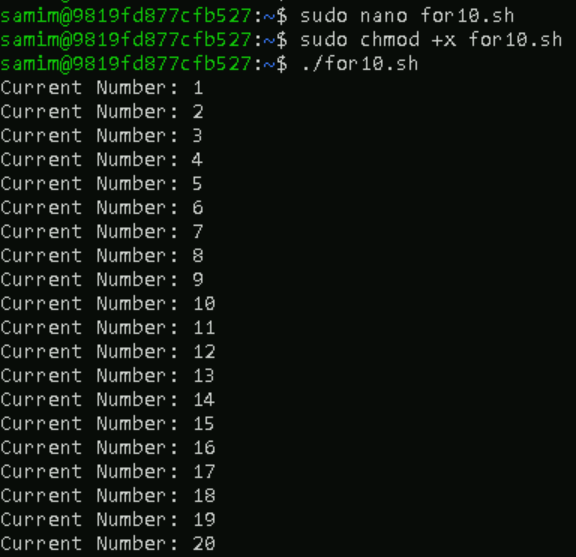 samim@9819fd877cfb527:~$ sudo nano for10.sh
samim@9819fd877cfb527:~$ sudo chmod +x for10.sh
samim@9819fd877cfb527:~$ ./for10.sh
Current Number: 1
Current Number: 2
Current Number: 3
Current Number: 4
Current Number: 5
Current Number: 6
Current Number: 7
Current Number: 8
Current Number: 9
Current Number: 10
Current Number: 11
Current Number: 12
Current Number: 13
Current Number: 14
Current Number: 15
Current Number: 16
Current Number: 17
Current Number: 18
Current Number: 19
Current Number: 20